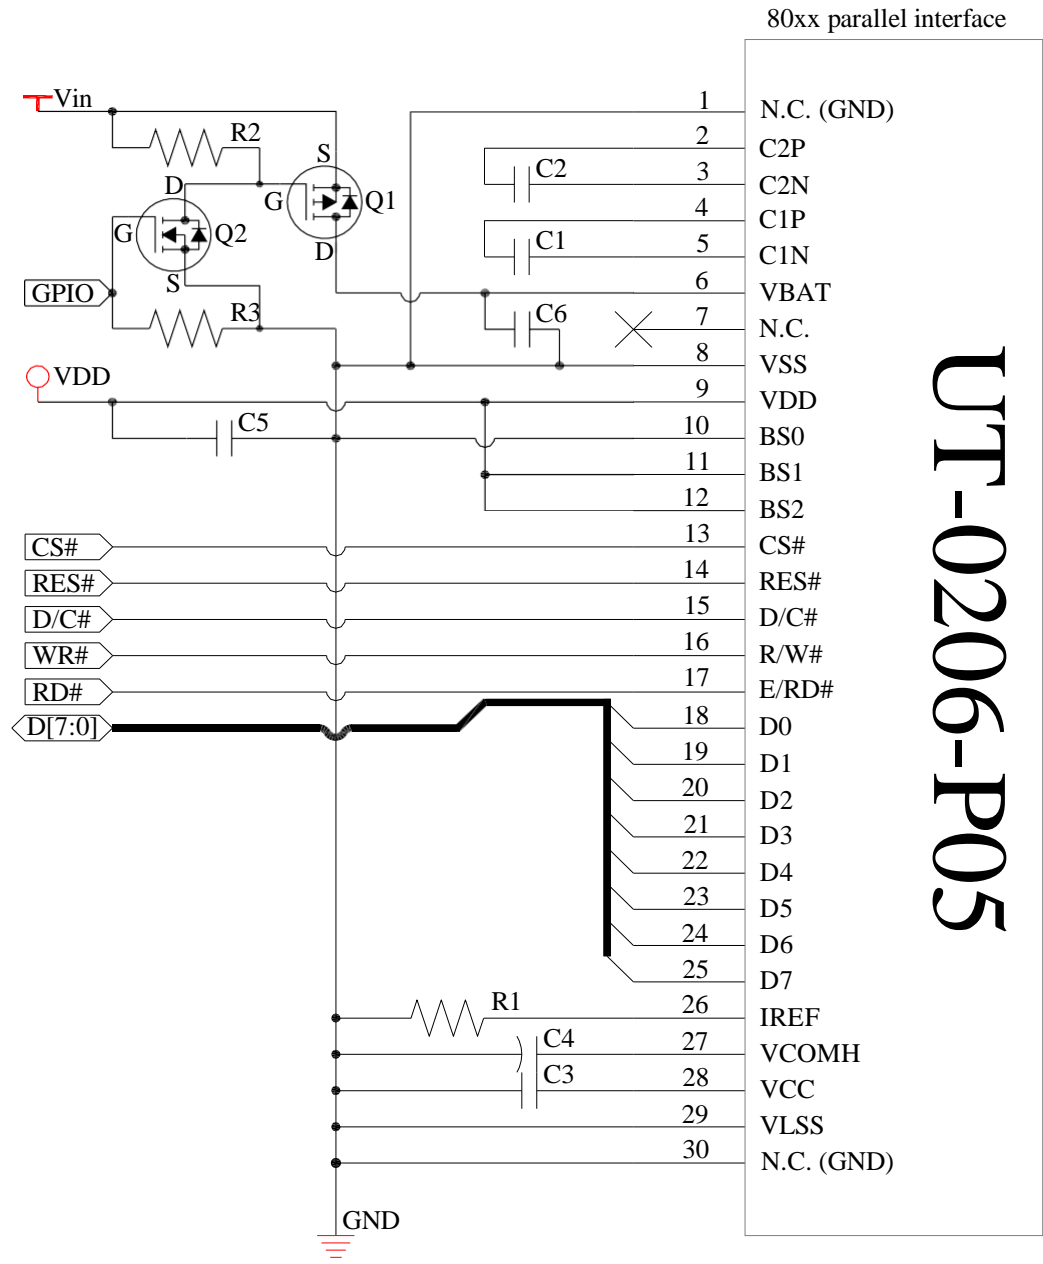 80xx parallel interface
Vin
R2
S
G
Q1
D
D
G
Q2
S
GPIO
R3
VDD
C5
C2
C1
C6
CS#
RES#
D/C#
WR#
RD#
D[7:0]
R1
C4
C3
GND
1 N.C. (GND)
2 C2P
3 C2N
4 C1P
5 C1N
6 VBAT
7 N.C.
8 VSS
9 VDD
10 BS0
11 BS1
12 BS2
13 CS#
14 RES#
15 D/C#
16 R/W#
17 E/RD#
18 D0
19 D1
20 D2
21 D3
22 D4
23 D5
24 D6
25 D7
26 IREF
27 VCOMH
28 VCC
29 VLSS
30 N.C. (GND)
UT-0206-P05